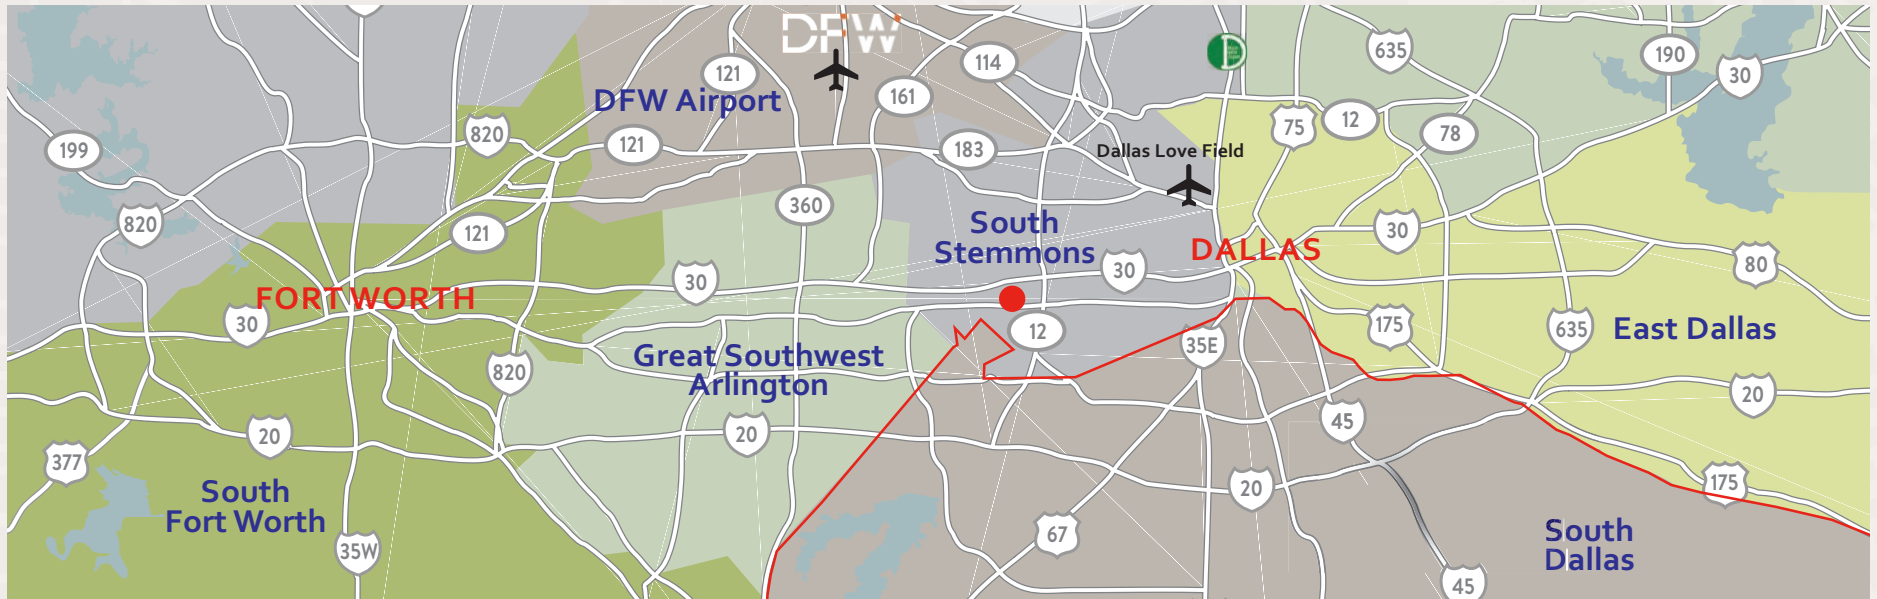 DFW
635
190
30
114
121
161
DFW Airport
820
121
183
75
12
78
199
Dallas Love Field
360
820
121
South
Stemmons
30
DALLAS
30
80
30
FORT WORTH
30
12
175
635
East Dallas
35E
Great Southwest
Arlington
820
20
45
20
20
377
20
175
South
Fort Worth
67
South
Dallas
35W
45
D